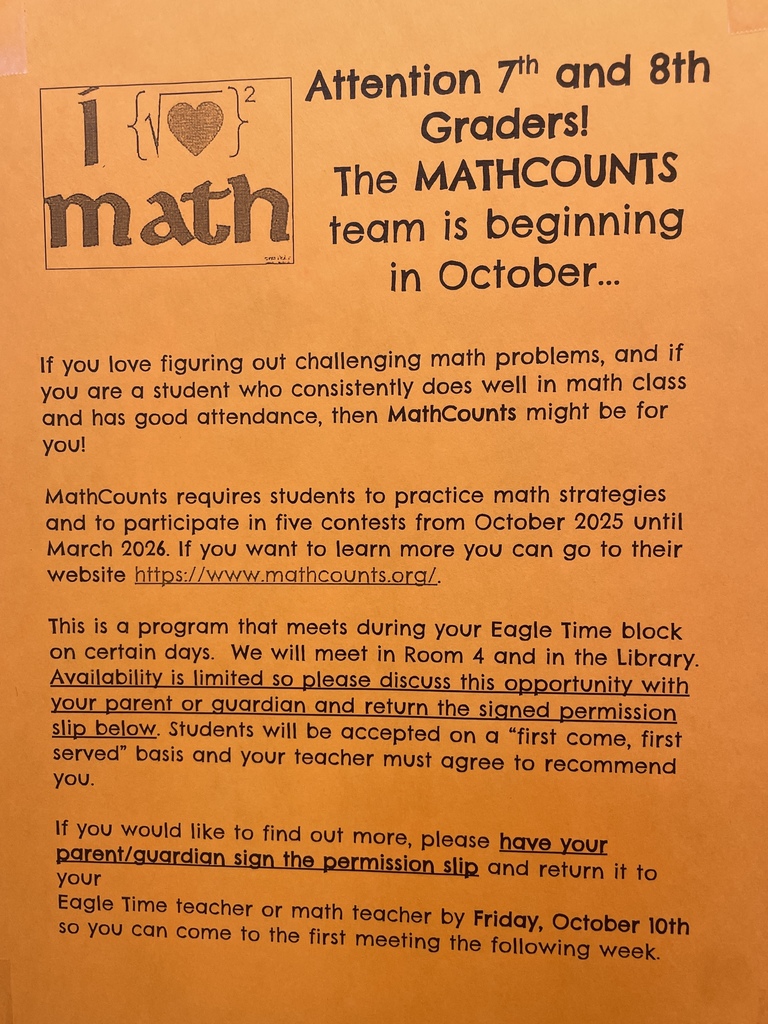 i {√♥}²
math
Attention 7th and 8th
Graders!
The MATHCOUNTS
team is beginning
in October...
If you love figuring out challenging math problems, and if
you are a student who consistently does well in math class
and has good attendance, then MathCounts might be for
you!
MathCounts requires students to practice math strategies
and to participate in five contests from October 2025 until
March 2026. If you want to learn more you can go to their
website https://www.mathcounts.org/.
This is a program that meets during your Eagle Time block
on certain days.  We will meet in Room 4 and in the Library.
Availability is limited so please discuss this opportunity with
your parent or guardian and return the signed permission
slip below. Students will be accepted on a “first come, first
served” basis and your teacher must agree to recommend
you.
If you would like to find out more, please have your
parent/guardian sign the permission slip and return it to
your
Eagle Time teacher or math teacher by Friday, October 10th
so you can come to the first meeting the following week.